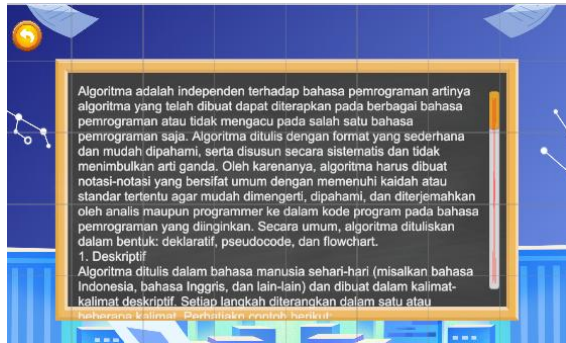 Algoritma adalah independen terhadap bahasa pemrograman artinya
algoritma yang telah dibuat dapat diterapkan pada berbagai bahasa
pemrograman atau tidak mengacu pada salah satu bahasa
pemrograman saja. Algoritma ditulis dengan format yang sederhana
dan mudah dipahami, serta disusun secara sistematis dan tidak
menimbulkan arti ganda. Oleh karenanya, algoritma harus dibuat
notasi-notasi yang bersifat umum dengan memenuhi kaidah atau
standar tertentu agar mudah dimengerti, dipahami, dan diterjemahkan
oleh analis maupun programmer ke dalam kode program pada bahasa
pemrograman yang diinginkan. Secara umum, algoritma dituliskan
dalam bentuk: deklaratif, pseudocode, dan flowchart.
1. Deskriptif
Algoritma ditulis dalam bahasa manusia sehari-hari (misalkan bahasa
Indonesia, bahasa Inggris, dan lain-lain) dan dibuat dalam kalimat-
kalimat deskriptif. Setiap langkah diterangkan dalam satu atau
beberapa kalimat. Perhatiakn contoh berikut: